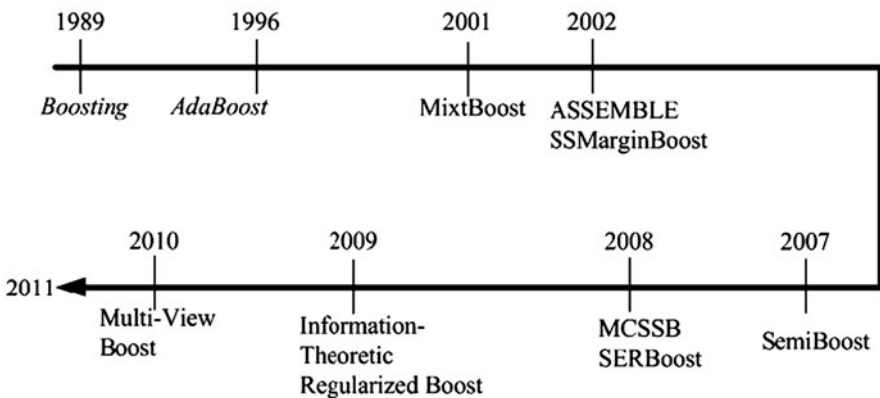 1989 1996 2001 2002
Boosting AdaBoost MixtBoost ASSEMBLE
SSMarginBoost
2010 2009 2008 2007
2011
Multi-View
Boost
Information-
Theoretic
Regularized Boost
MCSSB
SERBoost
SemiBoost